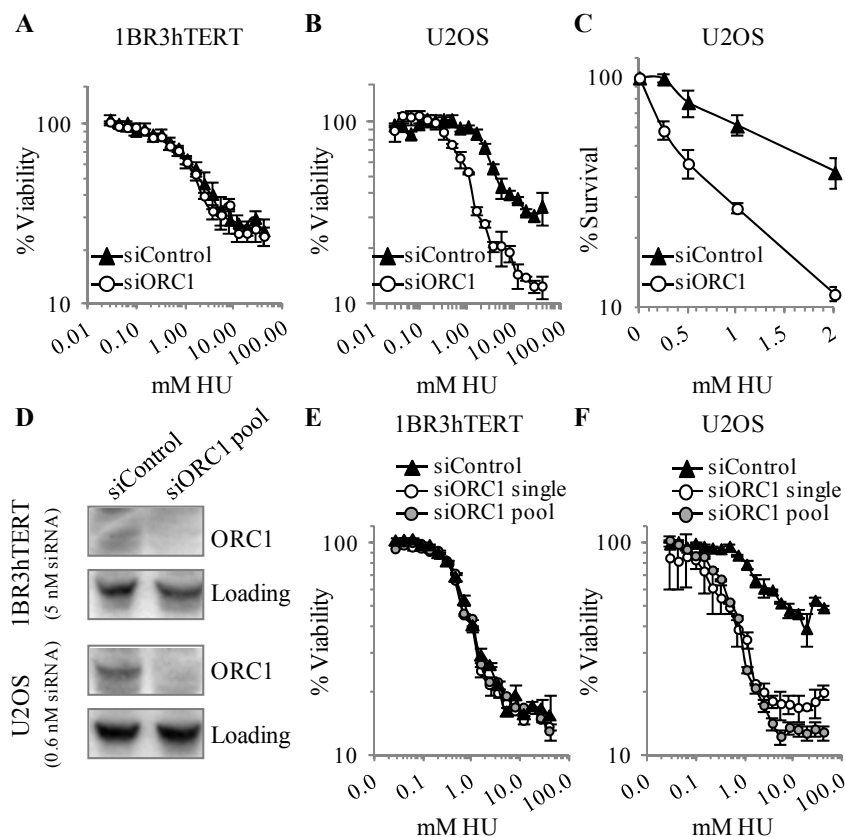 A
1BR3hTERT
% Viability
100
10
siControl
siORC1
0.01
0.10
1.00
10.00
100.00
mM HU
B
U2OS
% Viability
100
10
siControl
siORC1
0.01
0.10
1.00
10.00
100.00
mM HU
C
U2OS
% Survival
100
10
siControl
siORC1
0
0.5
1
1.5
2
mM HU
D
siControl
siORC1 pool
1BR3hTERT
(5 nM siRNA)
ORC1
Loading
U2OS
(0.6 nM siRNA)
ORC1
Loading
E
1BR3hTERT
siControl
siORC1 single
siORC1 pool
% Viability
100
10
0.0
0.1
1.0
10.0
100.0
mM HU
F
U2OS
siControl
siORC1 single
siORC1 pool
% Viability
100
10
0.0
0.1
1.0
10.0
100.0
mM HU